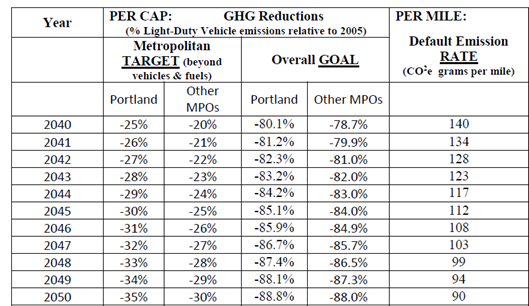 Year PER CAP: GHG Reductions PER MILE:
(% Light-Duty Vehicle emissions relative to 2005)
Metropolitan TARGET (beyond vehicles & fuels) Overall GOAL Default Emission RATE (CO²e grams per mile)
Portland Other MPOs Portland Other MPOs
2040 -25% -20% -80.1% -78.7% 140
2041 -26% -21% -81.2% -79.9% 134
2042 -27% -22% -82.3% -81.0% 128
2043 -28% -23% -83.2% -82.0% 123
2044 -29% -24% -84.2% -83.0% 117
2045 -30% -25% -85.1% -84.0% 112
2046 -31% -26% -85.9% -84.9% 108
2047 -32% -27% -86.7% -85.7% 103
2048 -33% -28% -87.4% -86.5% 99
2049 -34% -29% -88.1% -87.3% 94
2050 -35% -30% -88.8% -88.0% 90